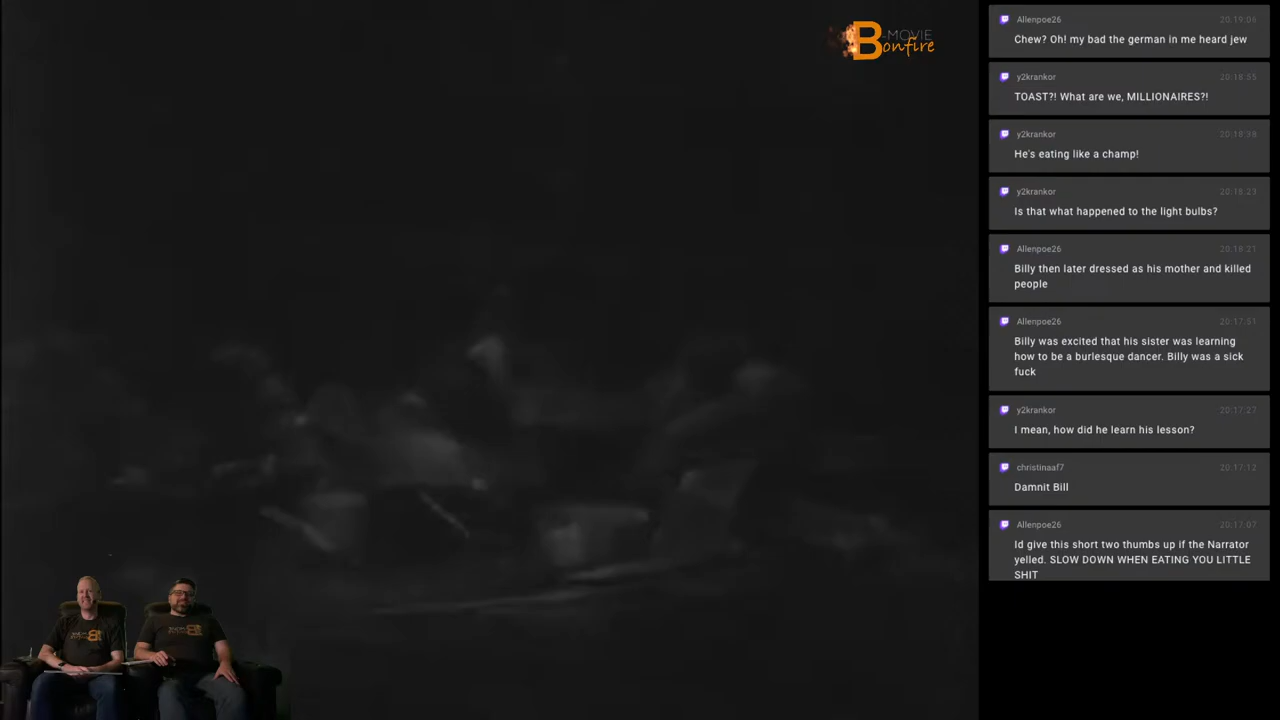 B-MOVIE
Bonfire
Allenpoe26 20:19:06
Chew? Oh! my bad the german in me heard jew
y2krankor 20:18:55
TOAST?! What are we, MILLIONAIRES?!
y2krankor 20:18:38
He's eating like a champ!
y2krankor 20:18:23
Is that what happened to the light bulbs?
Allenpoe26 20:18:21
Billy then later dressed as his mother and killed
people
Allenpoe26 20:17:51
Billy was excited that his sister was learning
how to be a burlesque dancer. Billy was a sick
fuck
y2krankor 20:17:27
I mean, how did he learn his lesson?
christinaaf7 20:17:12
Damnit Bill
Allenpoe26 20:17:07
Id give this short two thumbs up if the Narrator
yelled. SLOW DOWN WHEN EATING YOU LITTLE
SHIT